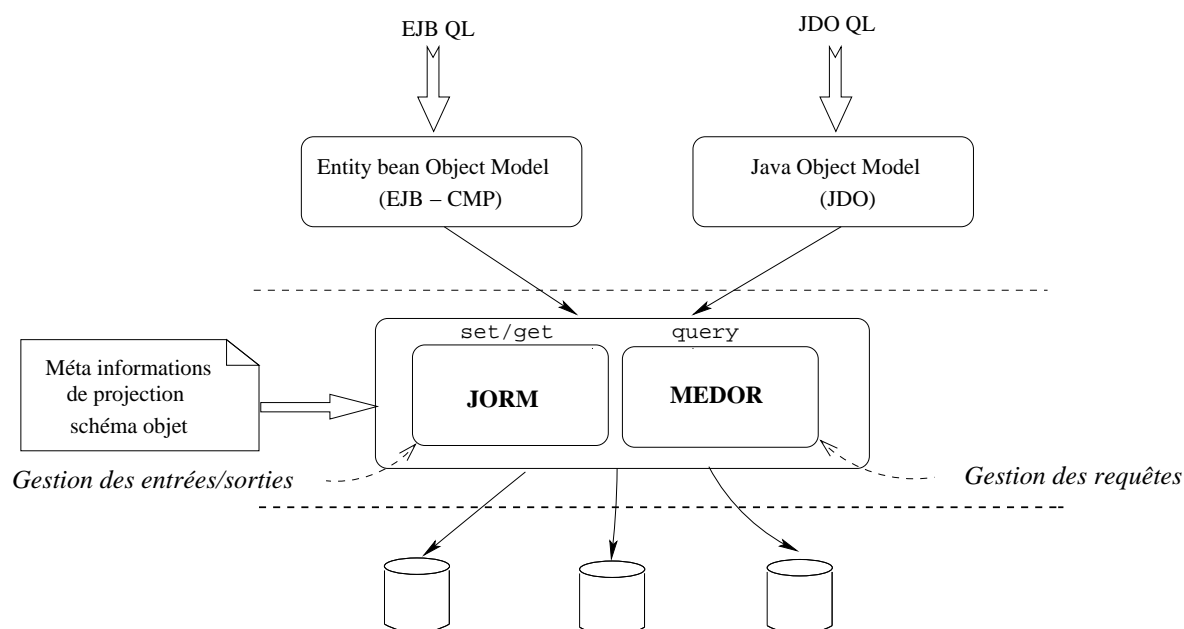 EJB QL
JDO QL
Entity bean Object Model
(EJB – CMP)
Java Object Model
(JDO)
set/get
query
Méta informations
de projection
schéma objet
JORM
MEDOR
Gestion des entrées/sorties
Gestion des requêtes